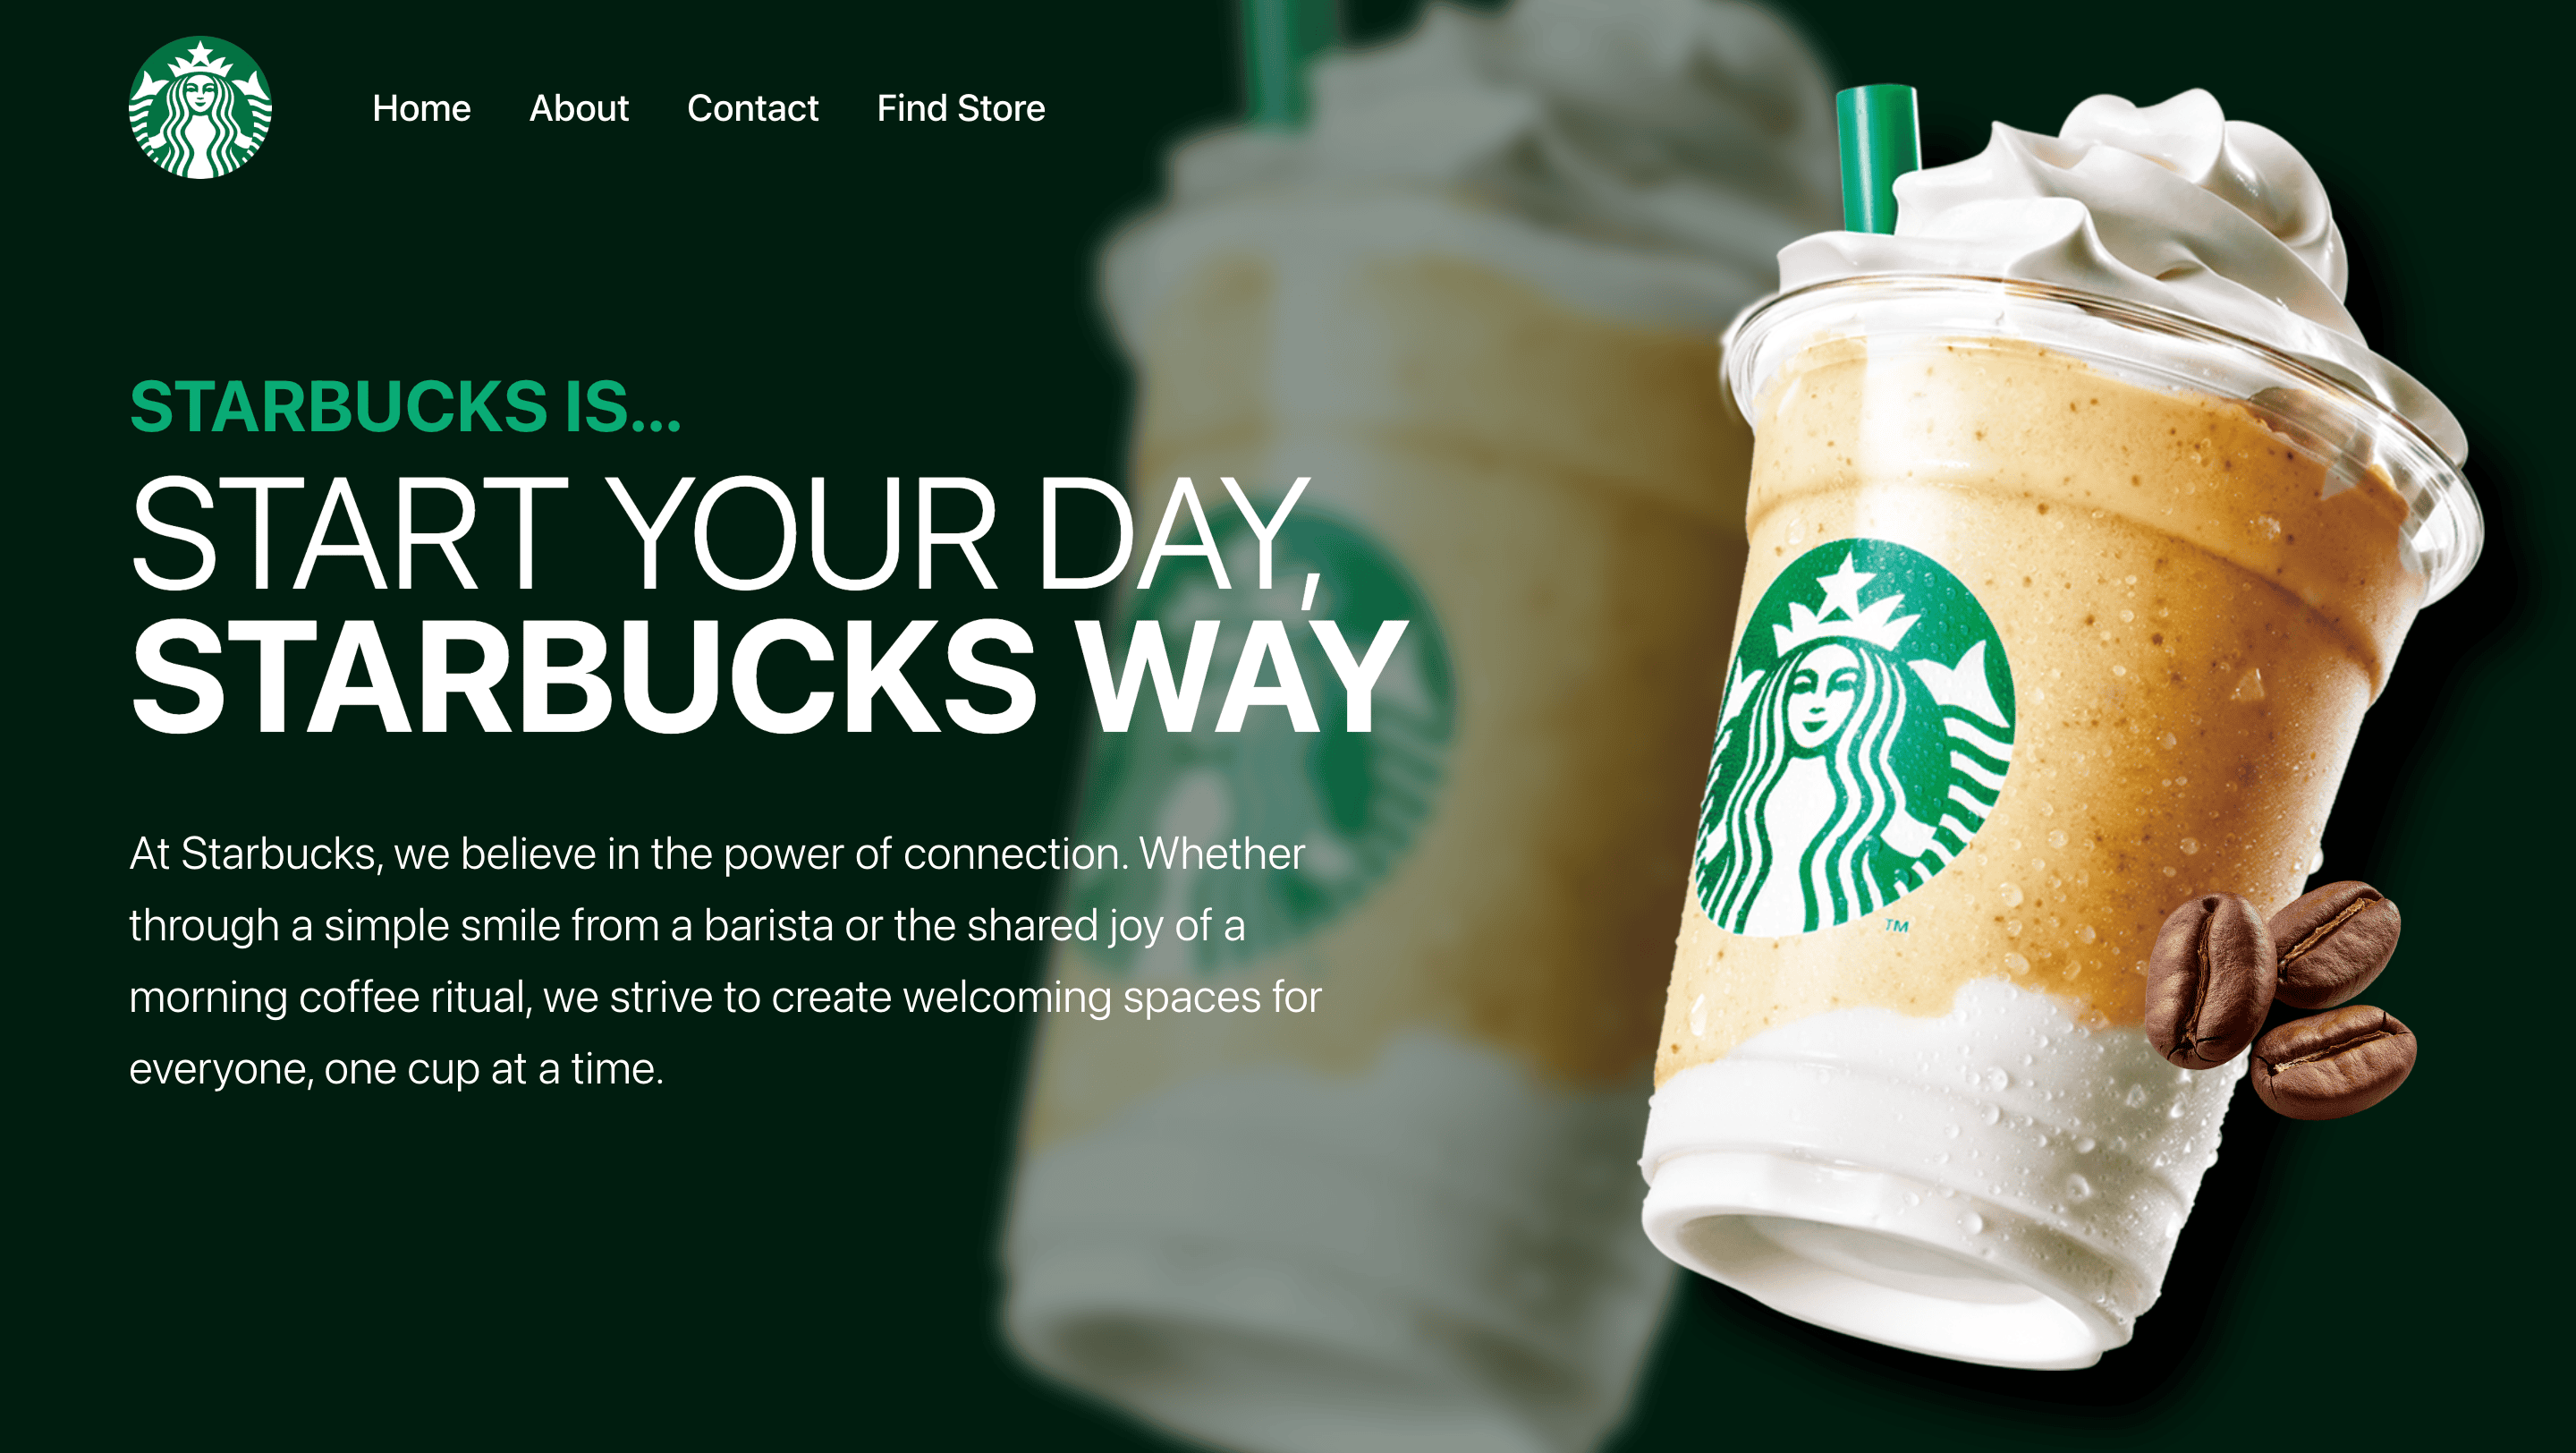 Home About Contact Find Store
STARBUCKS IS...
START YOUR DAY,
STARBUCKS WAY
At Starbucks, we believe in the power of connection. Whether
through a simple smile from a barista or the shared joy of a
morning coffee ritual, we strive to create welcoming spaces for
everyone, one cup at a time.
TM